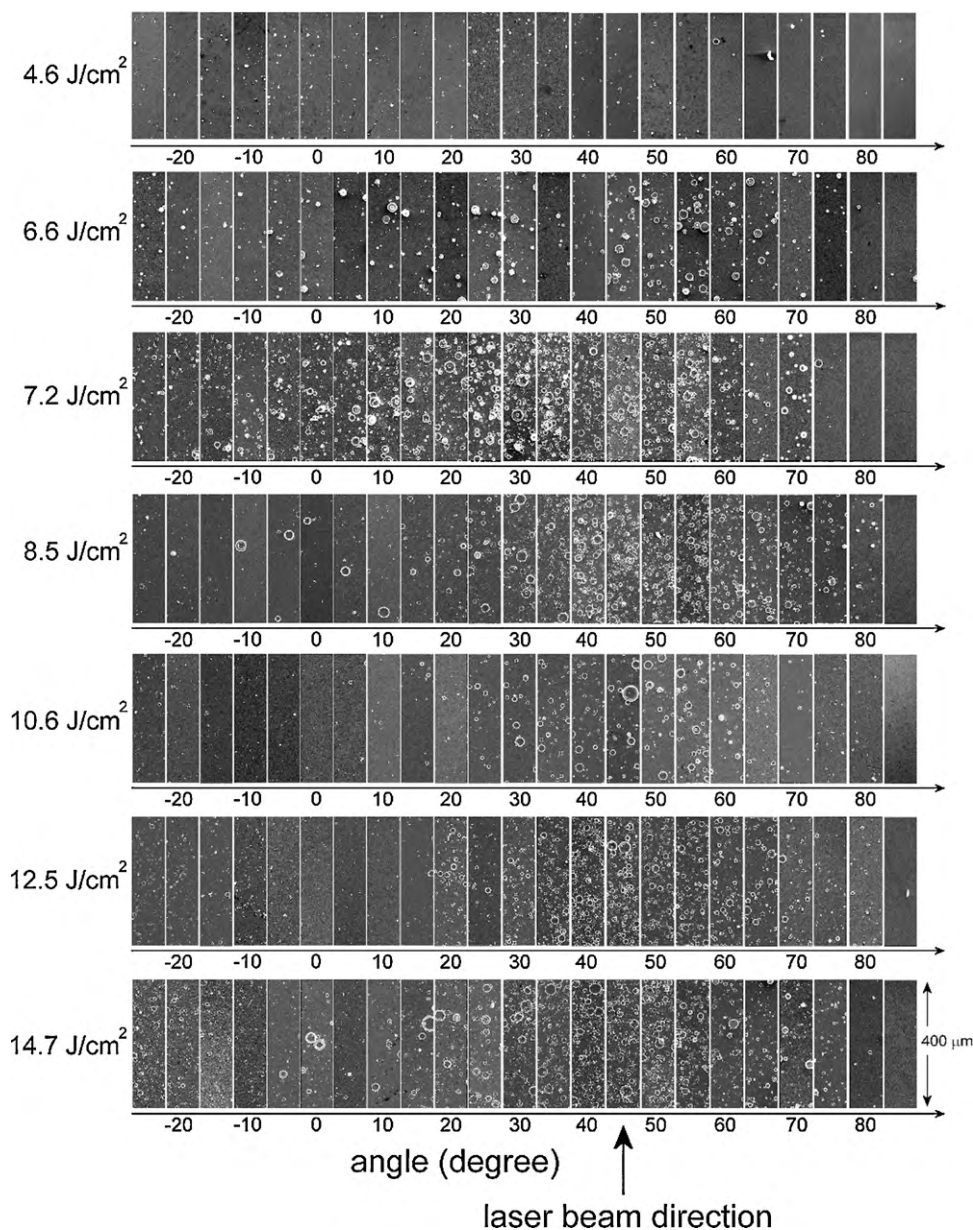 4.6 J/cm²
-20 -10 0 10 20 30 40 50 60 70 80
6.6 J/cm²
-20 -10 0 10 20 30 40 50 60 70 80
7.2 J/cm²
-20 -10 0 10 20 30 40 50 60 70 80
8.5 J/cm²
-20 -10 0 10 20 30 40 50 60 70 80
10.6 J/cm²
-20 -10 0 10 20 30 40 50 60 70 80
12.5 J/cm²
-20 -10 0 10 20 30 40 50 60 70 80
14.7 J/cm²
400 μm
-20 -10 0 10 20 30 40 50 60 70 80
angle (degree)
laser beam direction